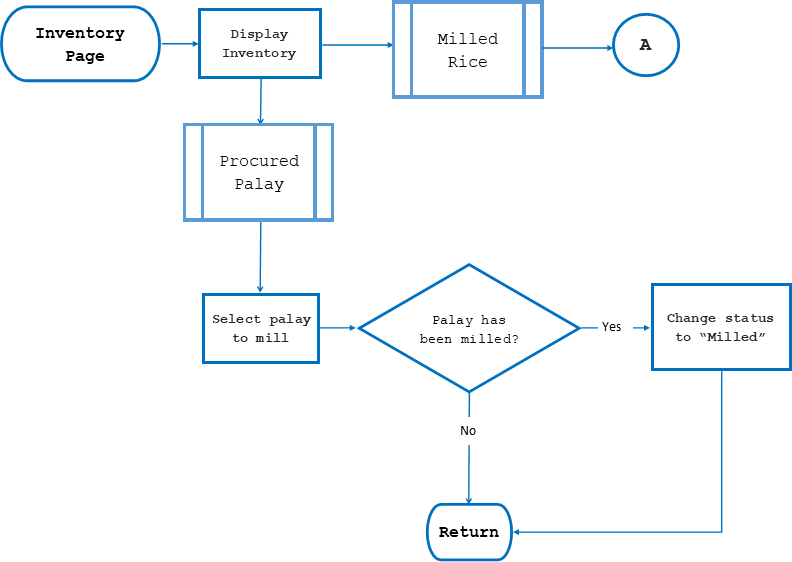 Inventory
Page
Display
Inventory
Milled
Rice
A
Procured
Palay
Select palay
to mill
Palay has
been milled?
Yes
Change status
to “Milled”
No
Return